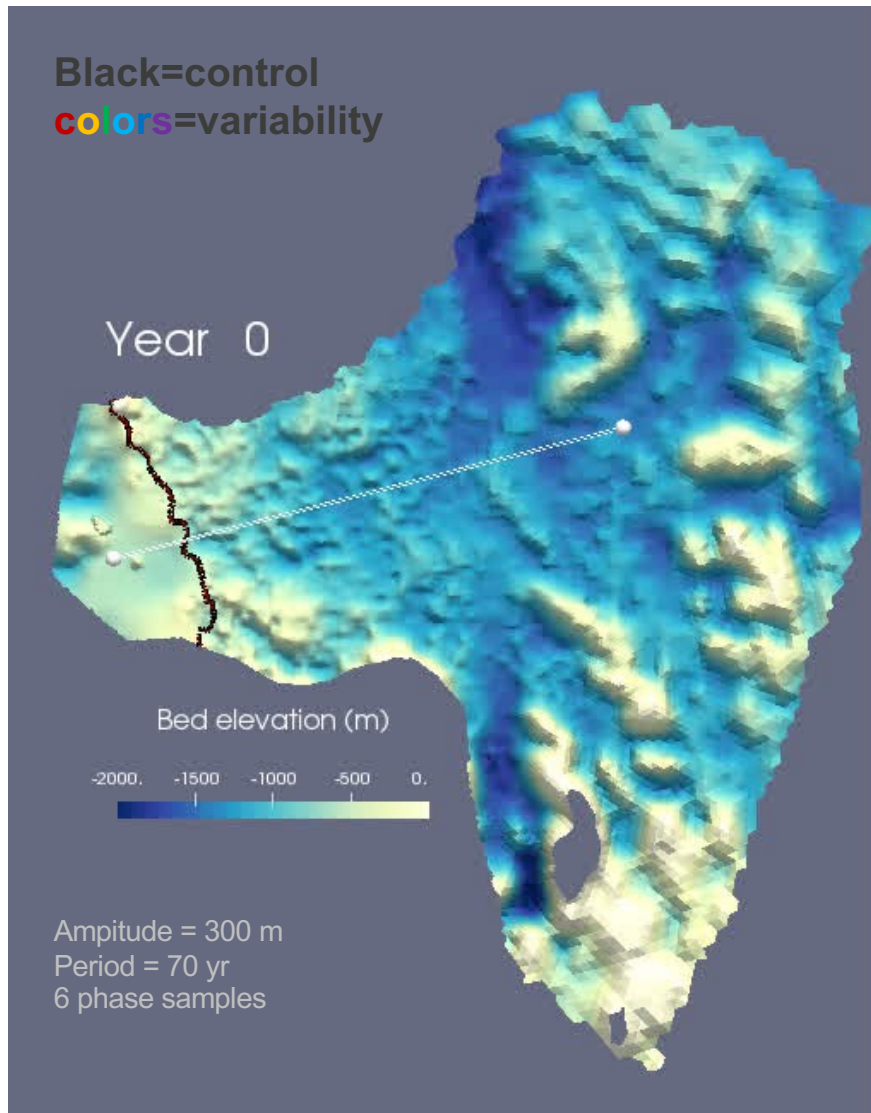 Black=control
colors=variability
Year 0
Bed elevation (m)
-2000. -1500 -1000 -500 0.
Ampitude = 300 m
Period = 70 yr
6 phase samples